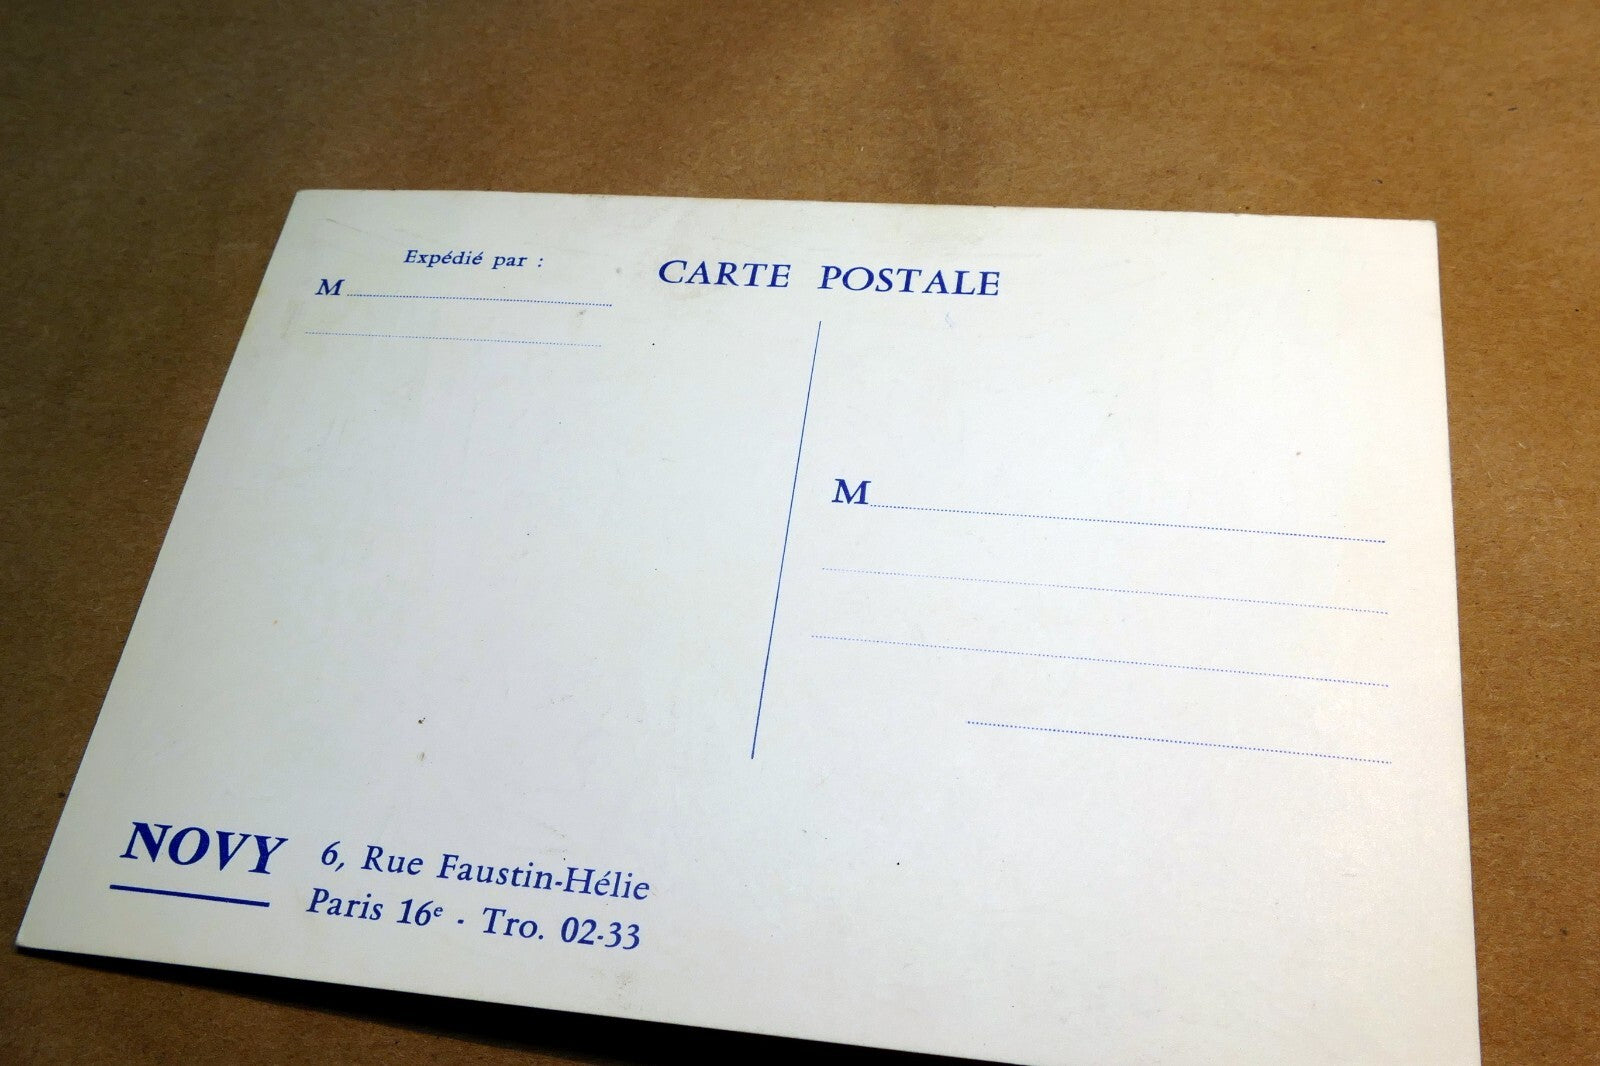 Expédié par :
M
CARTE POSTALE
M
NOVY
6, Rue Faustin-Hélie
Paris 16e - Tro. 02-33